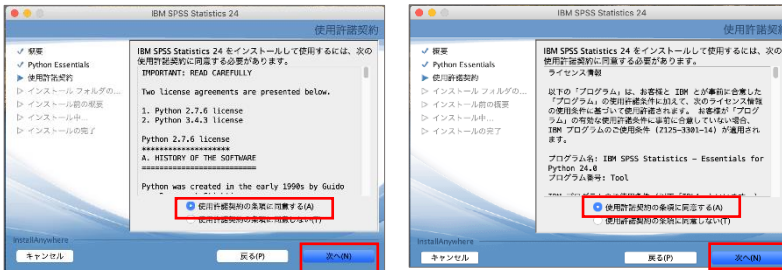 IBM SPSS Statistics 24
使用許諾契約
概要
Python Essentials
使用許諾契約
インストール フォルダの...
インストール前の概要
インストール中...
インストールの完了
IBM SPSS Statistics 24 をインストールして使用するには、次の
使用許諾契約に同意する必要があります。
IMPORTANT: READ CAREFULLY
Two license agreements are presented below.
1. Python 2.7.6 license
2. Python 3.4.3 license
Python 2.7.6 license
********************
A. HISTORY OF THE SOFTWARE
==========================
Python was created in the early 1990s by Guido
使用許諾契約の条項に同意する(A)
使用許諾契約の条項に同意しない(T)
InstallAnywhere
キャンセル
戻る(P)
次へ(N)
IBM SPSS Statistics 24
使用許諾契約
概要
Python Essentials
使用許諾契約
インストール フォルダの...
インストール前の概要
インストール中...
インストールの完了
IBM SPSS Statistics 24 をインストールして使用するには、次の
使用許諾契約に同意する必要があります。
ライセンス情報
以下の「プログラム」は、お客様と IBM とが事前に合意した
「プログラム」の使用許諾条件に加えて、次のライセンス情報
の使用条件に基づいて使用許諾されます。 お客様が「プログ
ラム」の有効な使用許諾条件に事前に合意していない場合、
IBM プログラムのご使用条件 (Z125-3301-14) が適用され
ます。
プログラム名: IBM SPSS Statistics - Essentials for
Python 24.0
プログラム番号: Tool
使用許諾契約の条項に同意する(A)
使用許諾契約の条項に同意しない(T)
InstallAnywhere
キャンセル
戻る(P)
次へ(N)